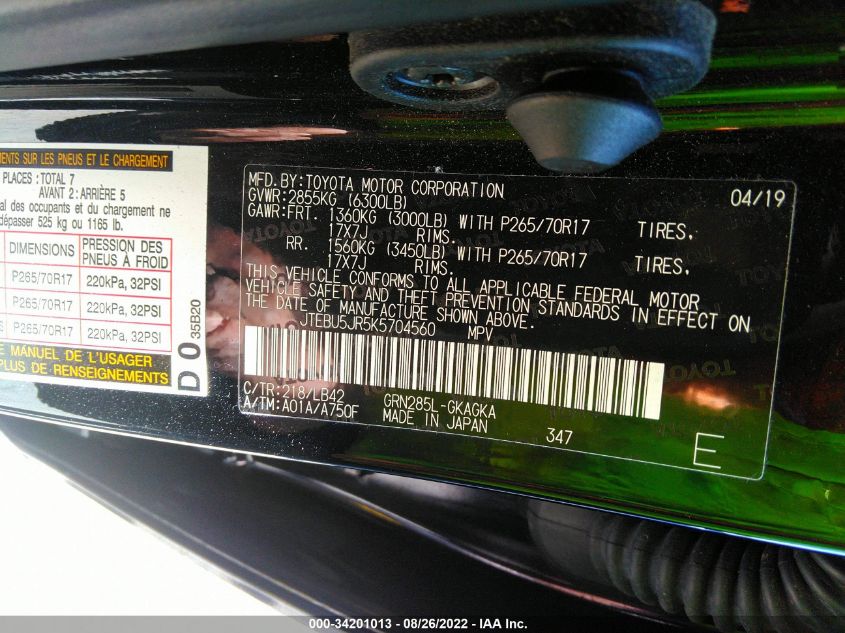 MENTS SUR LES PNEUS ET LE CHARGEMENT
PLACES : TOTAL 7
AVANT 2: ARRIÈRE 5
al des occupants et du chargement ne
dépasser 525 kg ou 1165 lb.
DIMENSIONS PRESSION DES PNEUS À FROID
P265/70R17 220kPa, 32PSI
P265/70R17 220kPa, 32PSI
P265/70R17 220kPa, 32PSI
E MANUEL DE L'USAGER
PLUS DE RENSEIGNEMENTS
D 0 35B20
MFD. BY: TOYOTA MOTOR CORPORATION 04/19
GVWR: 2855KG (6300LB)
GAWR: FRT. 1360KG (3000LB) WITH P265/70R17 TIRES,
17X7J RIMS.
RR. 1560KG (3450LB) WITH P265/70R17 TIRES,
17X7J RIMS.
THIS VEHICLE CONFORMS TO ALL APPLICABLE FEDERAL MOTOR
VEHICLE SAFETY AND THEFT PREVENTION STANDARDS IN EFFECT ON
THE DATE OF MANUFACTURE SHOWN ABOVE.
JTEBU5JR5K5704560 MPV
C/TR: 218/LB42 GRN285L-GKAGKA
A/TM: A01A/A750F MADE IN JAPAN
347
E
000-34201013 - 08/26/2022 - IAA Inc.